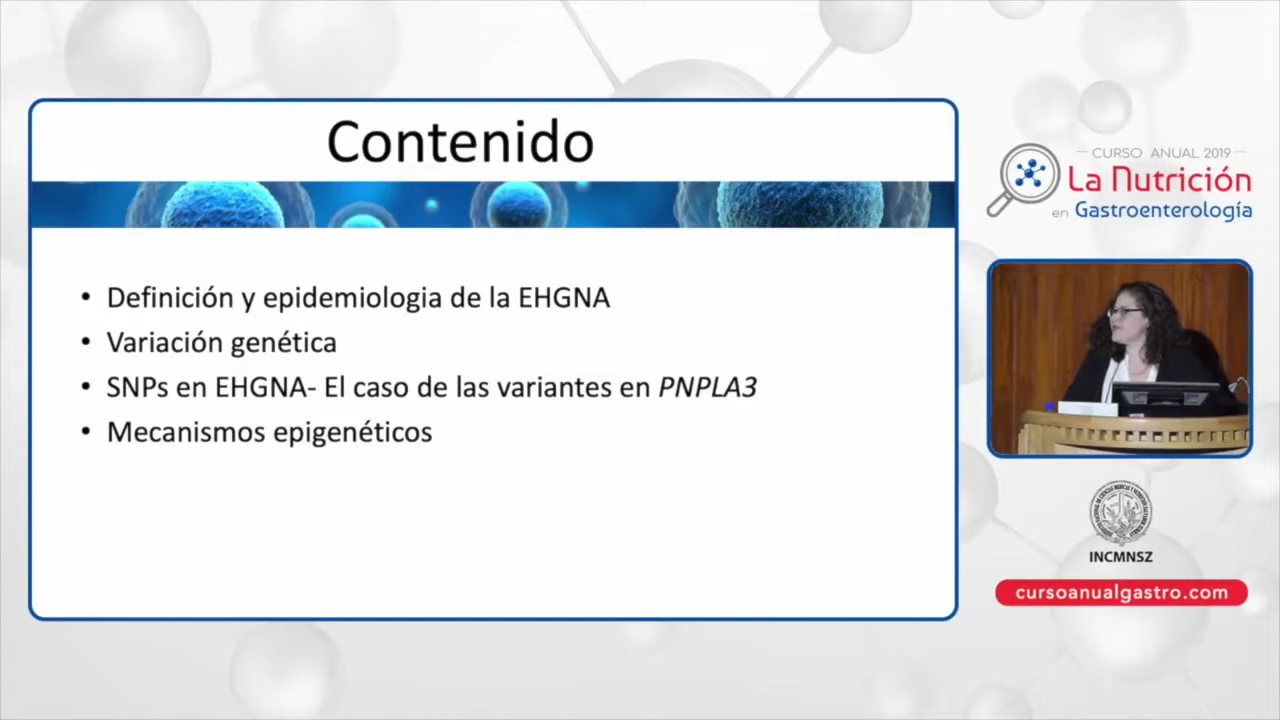 Contenido
• Definición y epidemiologia de la EHGNA
• Variación genética
• SNPs en EHGNA- El caso de las variantes en PNPLA3
• Mecanismos epigenéticos
CURSO ANUAL 2019
La Nutrición
en Gastroenterología
INCMNSZ
cursoanualgastro.com